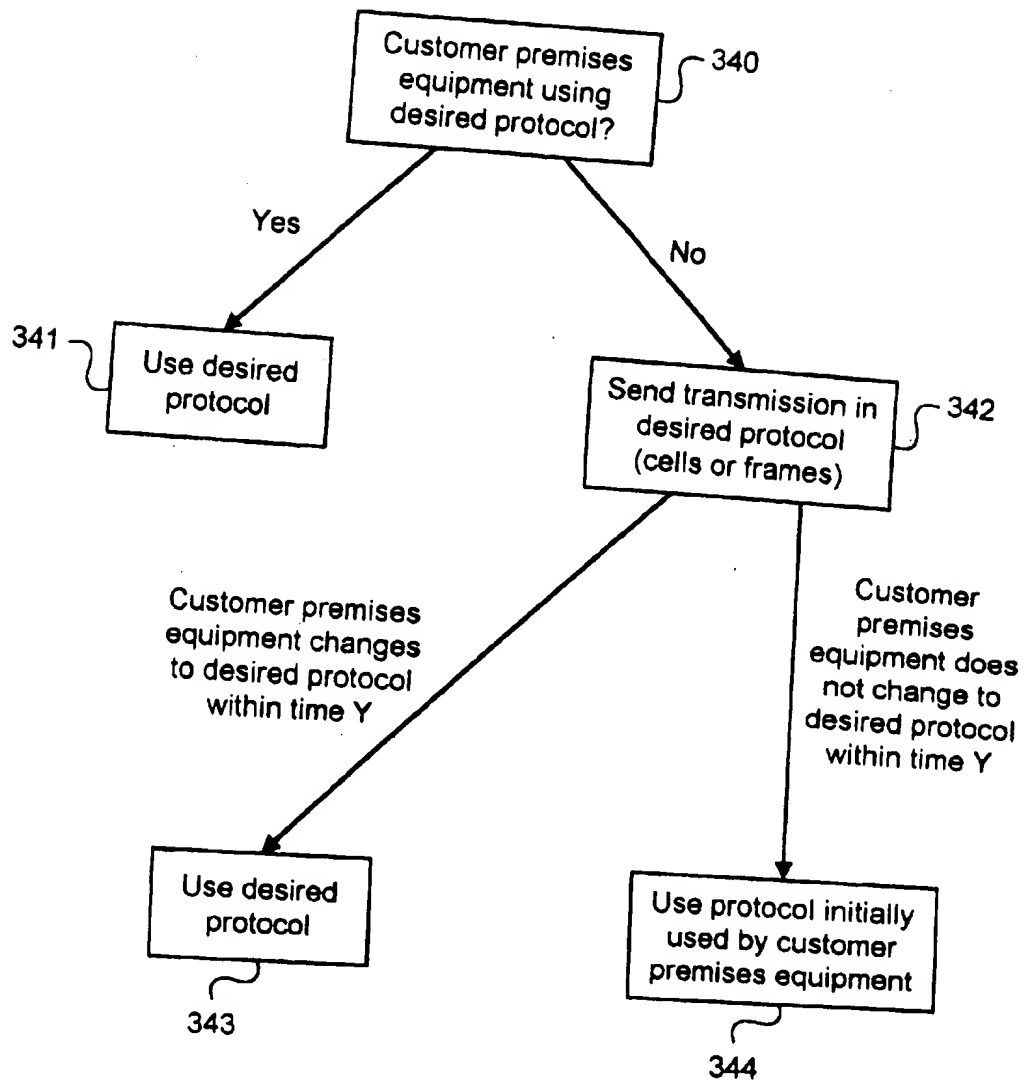 Customer premises
equipment using
desired protocol?
340
Yes
No
341
Use desired
protocol
Send transmission in
desired protocol
(cells or frames)
342
Customer premises
equipment changes
to desired protocol
within time Y
Customer
premises
equipment does
not change to
desired protocol
within time Y
Use desired
protocol
343
Use protocol initially
used by customer
premises equipment
344